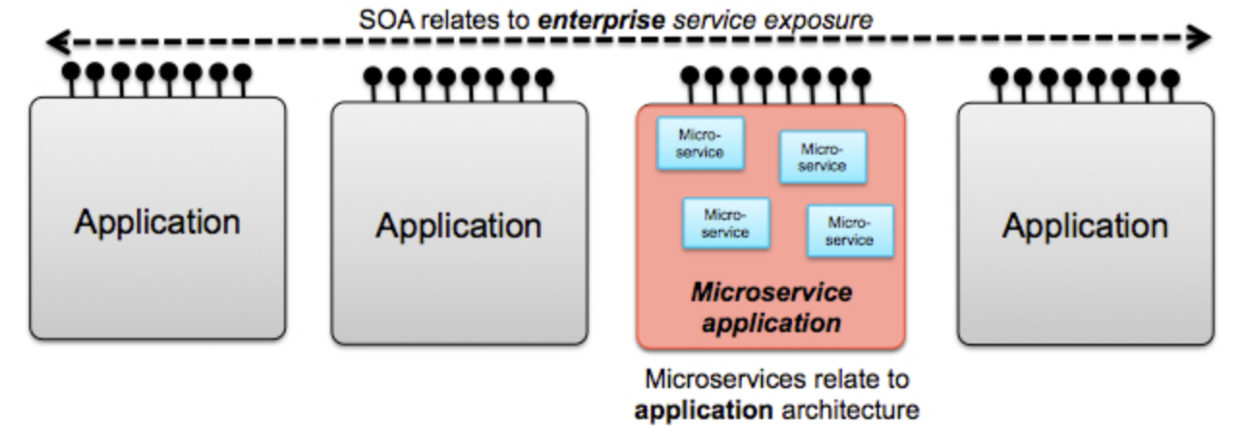 SOA relates to enterprise service exposure
Application
Application
Micro-
service
Micro-
service
Micro-
service
Micro-
service
Microservice
application
Application
Microservices relate to
application architecture